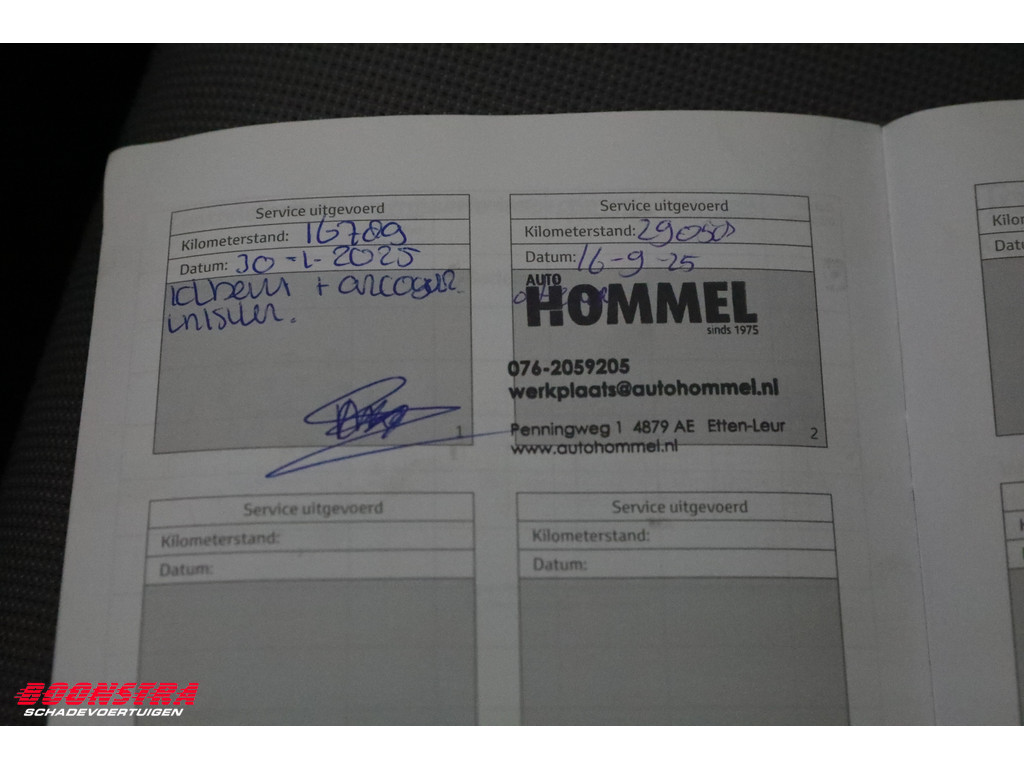 Service uitgevoerd
Kilometerstand: 16789
Datum: 30-1-2025
+
Service uitgevoerd
Kilometerstand: 29050
Datum: 16-9-25
AUTO
HOMMEL
sinds 1975
076-2059205
werkplaats@autohommel.nl
Penningweg 1 4879 AE Etten-Leur
www.autohommel.nl
1
2
Service uitgevoerd
Kilometerstand:
Datum:
Service uitgevoerd
Kilometerstand:
Datum:
Kilo
Datu
BOONSTRA
SCHADEVOERTUIGEN